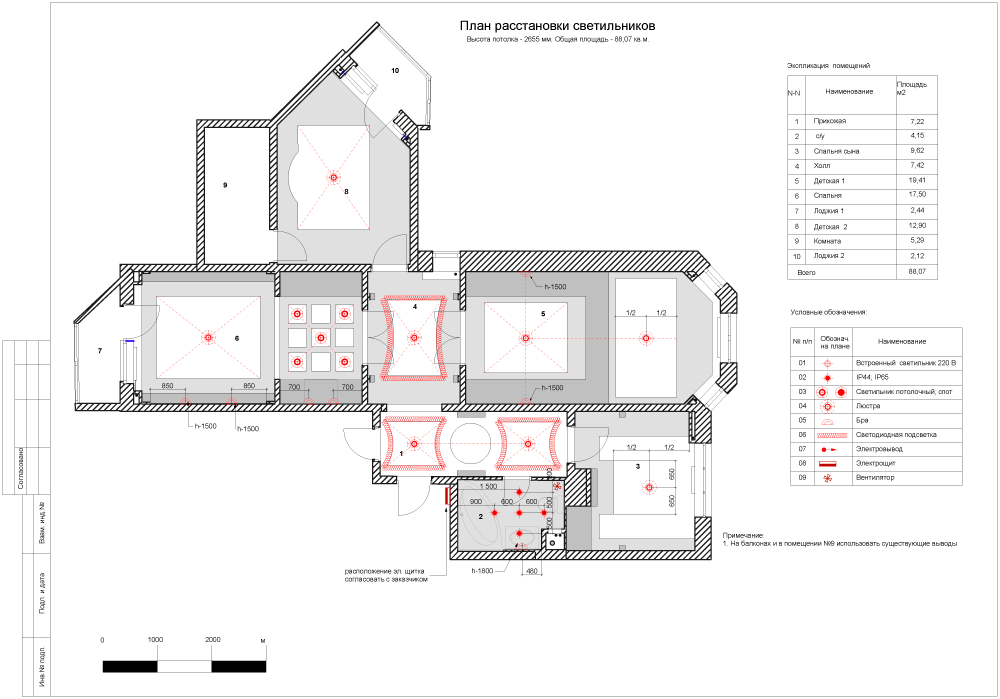 План расстановки светильников
Высота потолка - 2655 мм. Общая площадь - 88,07 кв.м.
Экспликация помещений
N-N Наименование Площадь м2
1 Прихожая 7,22
2 с/у 4,15
3 Спальня сына 9,62
4 Холл 7,42
5 Детская 1 19,41
6 Спальня 17,50
7 Лоджия 1 2,44
8 Детская 2 12,90
9 Комната 5,29
10 Лоджия 2 2,12
Всего 88,07
Условные обозначения:
№ п/п Обознач. на плане Наименование
01 Встроенный светильник 220 В
02 IP44; IP65
03 Светильник потолочный, спот
04 Люстра
05 Бра
06 Светодиодная подсветка
07 Электровывод
08 Электрощит
09 Вентилятор
Примечание:
1. На балконах и в помещении №9 использовать существующие выводы
10
9
8
h-1500
4
5
1/2 1/2
6
7
850 850
700 700
h-1500
h-1500
h-1500
1
1/2 1/2
3
650
650
1 500
900 600 600
500
500
500
2
h-1800
480
расположение эл. щитка
согласовать с заказчиком
0 1000 2000 м
Согласовано
Взам. инд.№
Подп. и дата
Инв.№ подл.